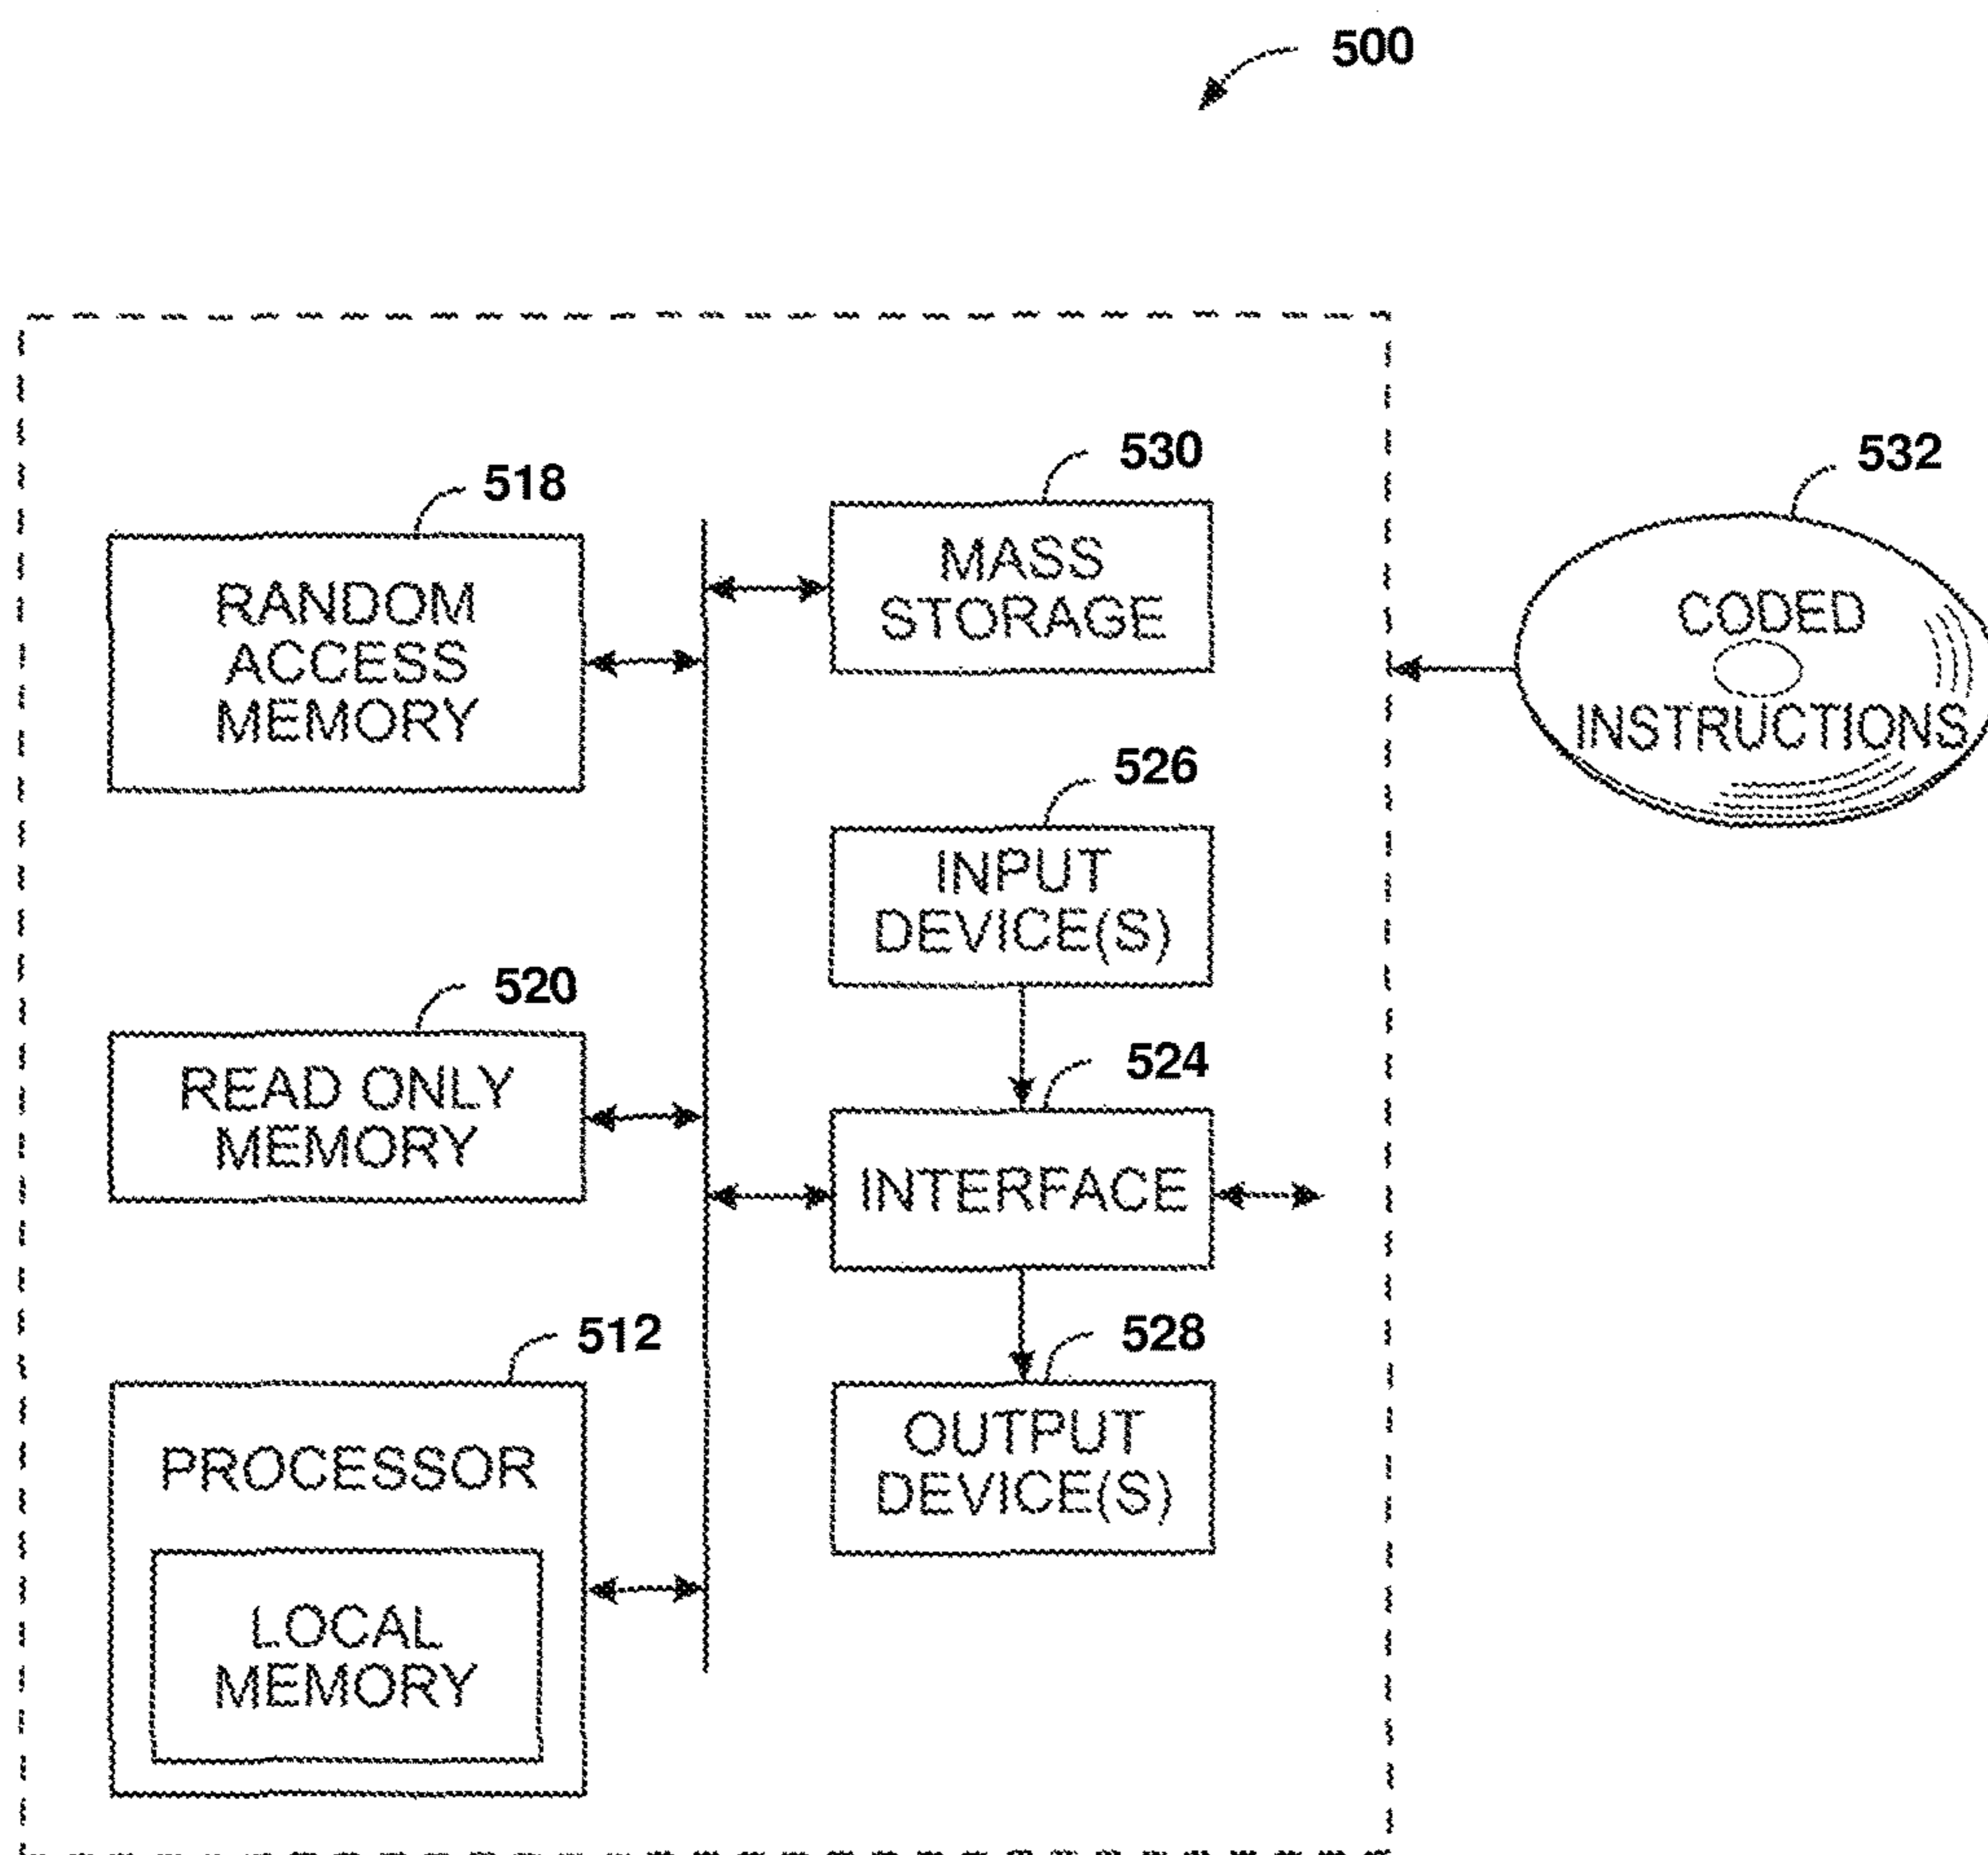 500
518
RANDOM
ACCESS
MEMORY
530
MASS
STORAGE
532
CODED
INSTRUCTIONS
526
INPUT
DEVICE(S)
520
READ ONLY
MEMORY
524
INTERFACE
512
PROCESSOR
LOCAL
MEMORY
528
OUTPUT
DEVICE(S)